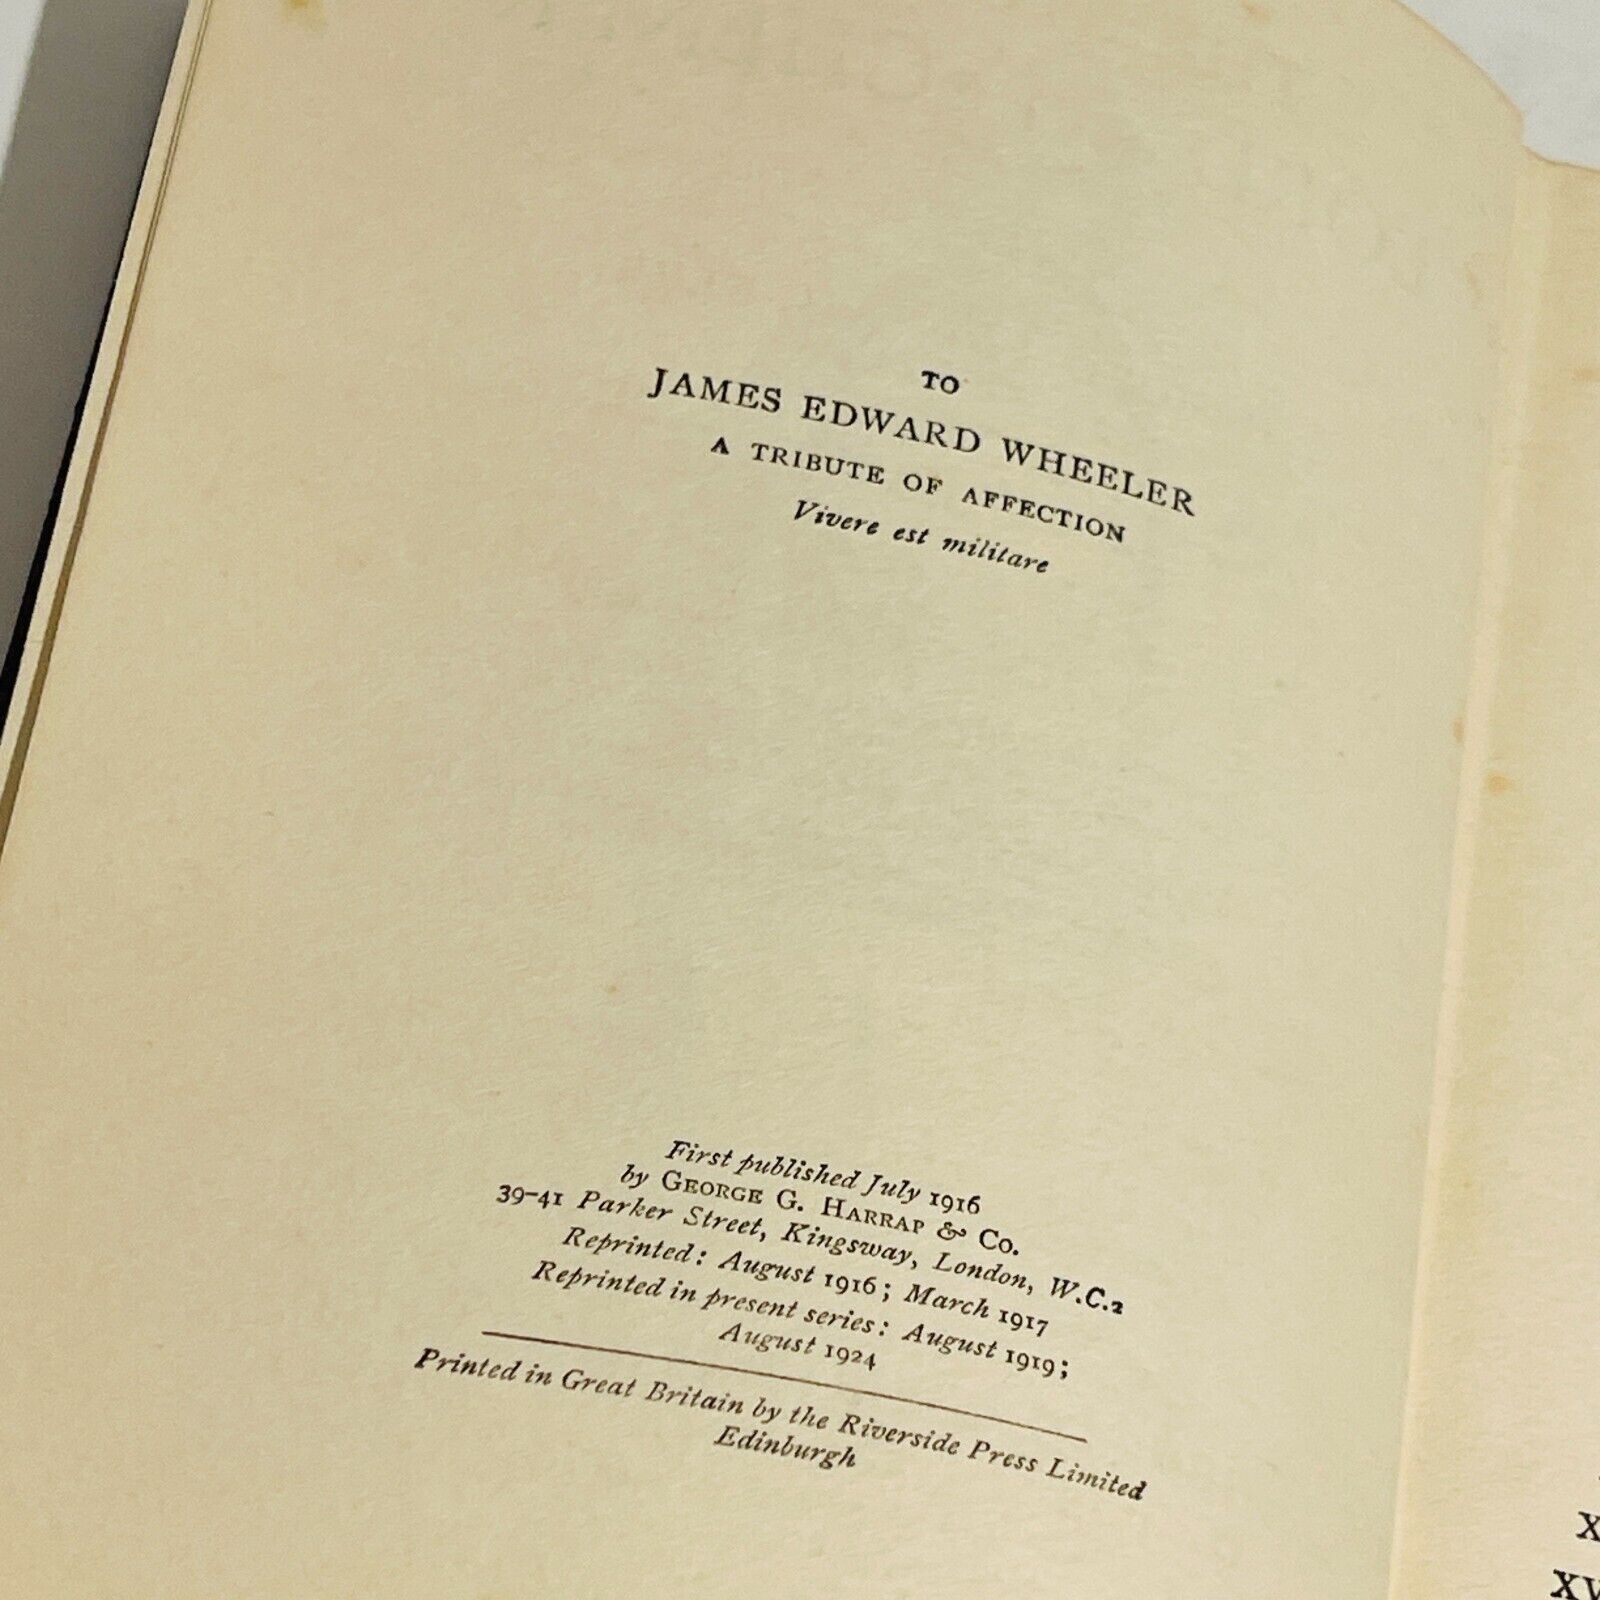 TO
JAMES EDWARD WHEELER
A TRIBUTE OF AFFECTION
Vivere est militare
First published July 1916
by GEORGE G. HARRAP & Co.
39-41 Parker Street, Kingsway, London, W.C.2
Reprinted: August 1916; March 1917
Reprinted in present series: August 1919;
August 1924
Printed in Great Britain by the Riverside Press Limited
Edinburgh